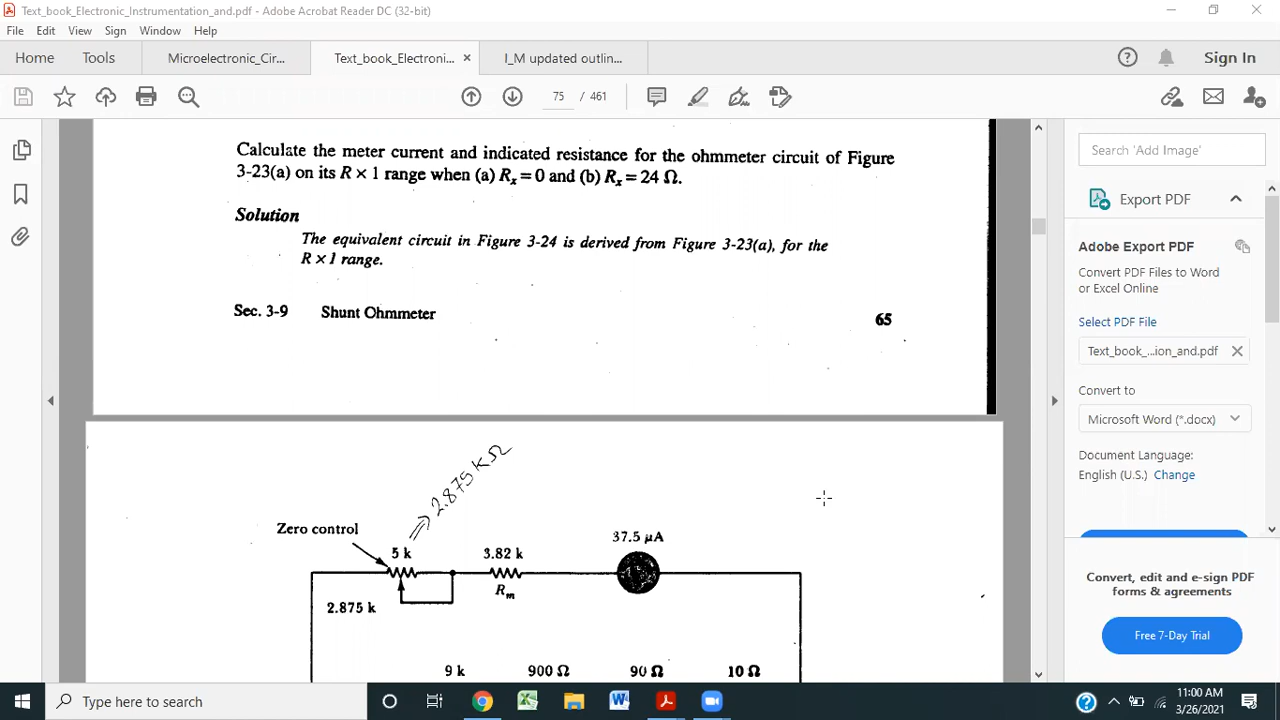 Text_book_Electronic_Instrumentation_and.pdf - Adobe Acrobat Reader DC (32-bit)
File Edit View Sign Window Help
Home Tools Microelectronic_Cir... Text_book_Electroni... × I_M updated outlin... Sign In
75 / 461
Search 'Add Image'
Calculate the meter current and indicated resistance for the ohmmeter circuit of Figure
3-23(a) on its R × 1 range when (a) Rₓ = 0 and (b) Rₓ = 24 Ω.
Solution
The equivalent circuit in Figure 3-24 is derived from Figure 3-23(a), for the
R × 1 range.
Sec. 3-9 Shunt Ohmmeter 65
⇒ 2.875 KΩ
Zero control
5 k
3.82 k
37.5 μA
Rₘ
2.875 k
9 k 900 Ω 90 Ω 10 Ω
Export PDF
Adobe Export PDF
Convert PDF Files to Word
or Excel Online
Select PDF File
Text_book_...ion_and.pdf ×
Convert to
Microsoft Word (*.docx)
Document Language:
English (U.S.) Change
Convert, edit and e-sign PDF
forms & agreements
Free 7-Day Trial
Type here to search
11:00 AM
3/26/2021